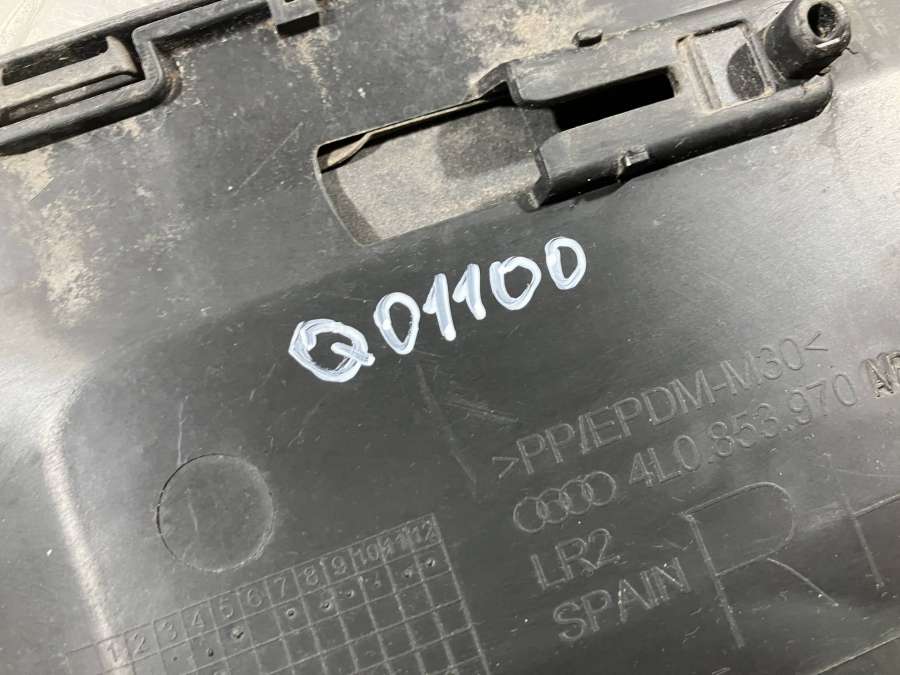 Q01100
>PP/EPDM-M30<
4L0.853.970
LR2
SPAIN
1 2 3 4 5 6 7 8 9 10 11 12